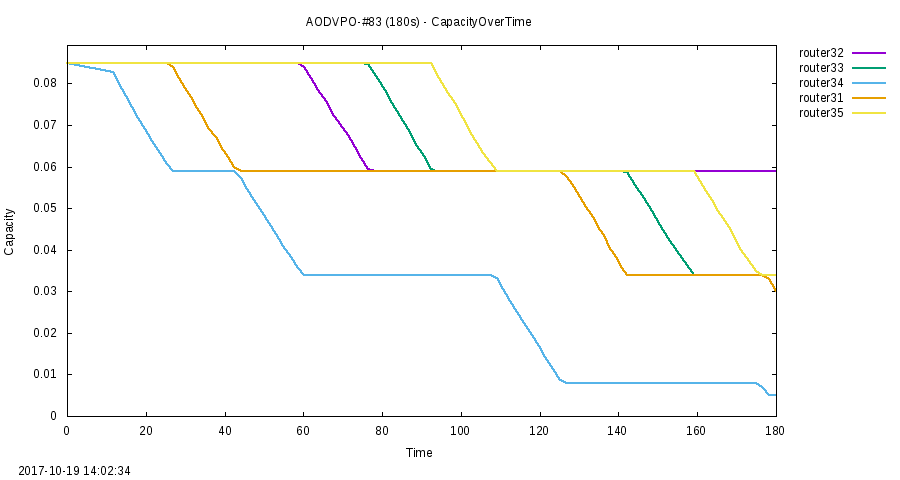 AODVPO-#83 (180s) - CapacityOverTime
router32
router33
router34
router31
router35
0.08
0.07
0.06
0.05
0.04
0.03
0.02
0.01
0
Capacity
0 20 40 60 80 100 120 140 160 180
Time
2017-10-19 14:02:34